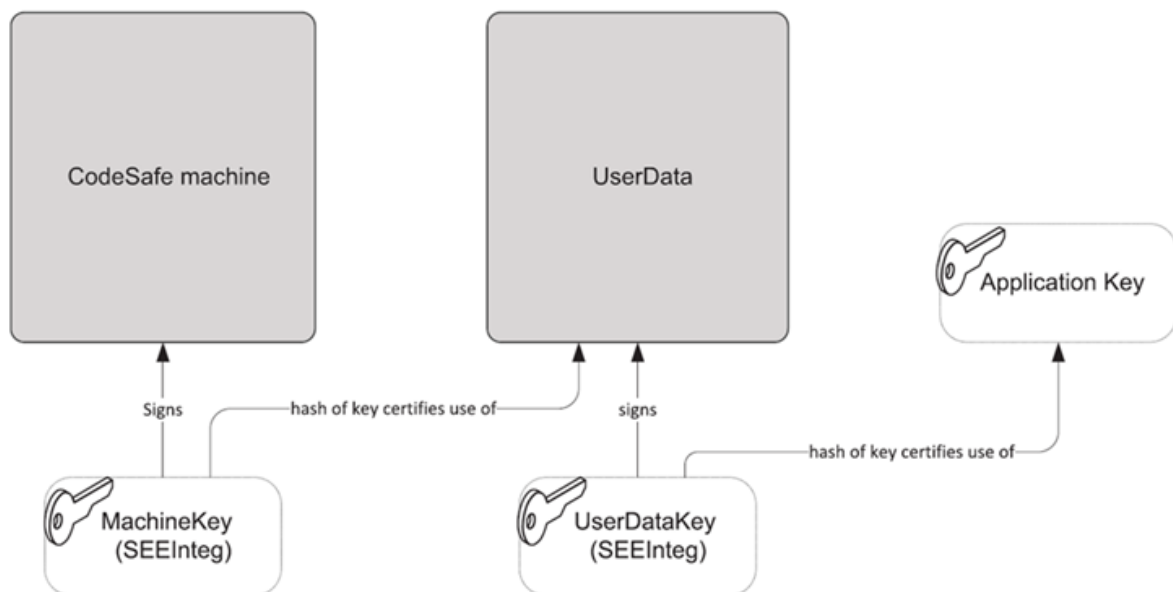 CodeSafe machine
UserData
Application Key
Signs
hash of key certifies use of
signs
hash of key certifies use of
MachineKey
(SEEInteg)
UserDataKey
(SEEInteg)